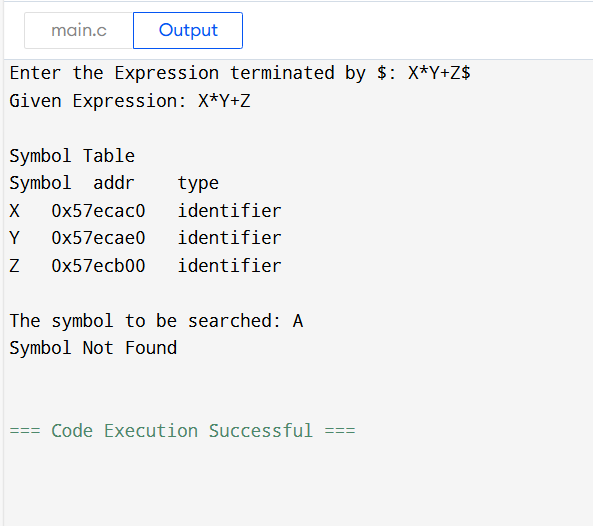 main.c Output
Enter the Expression terminated by $: X*Y+Z$
Given Expression: X*Y+Z
Symbol Table
Symbol addr type
X 0x57ecac0 identifier
Y 0x57ecae0 identifier
Z 0x57ecb00 identifier
The symbol to be searched: A
Symbol Not Found
=== Code Execution Successful ===